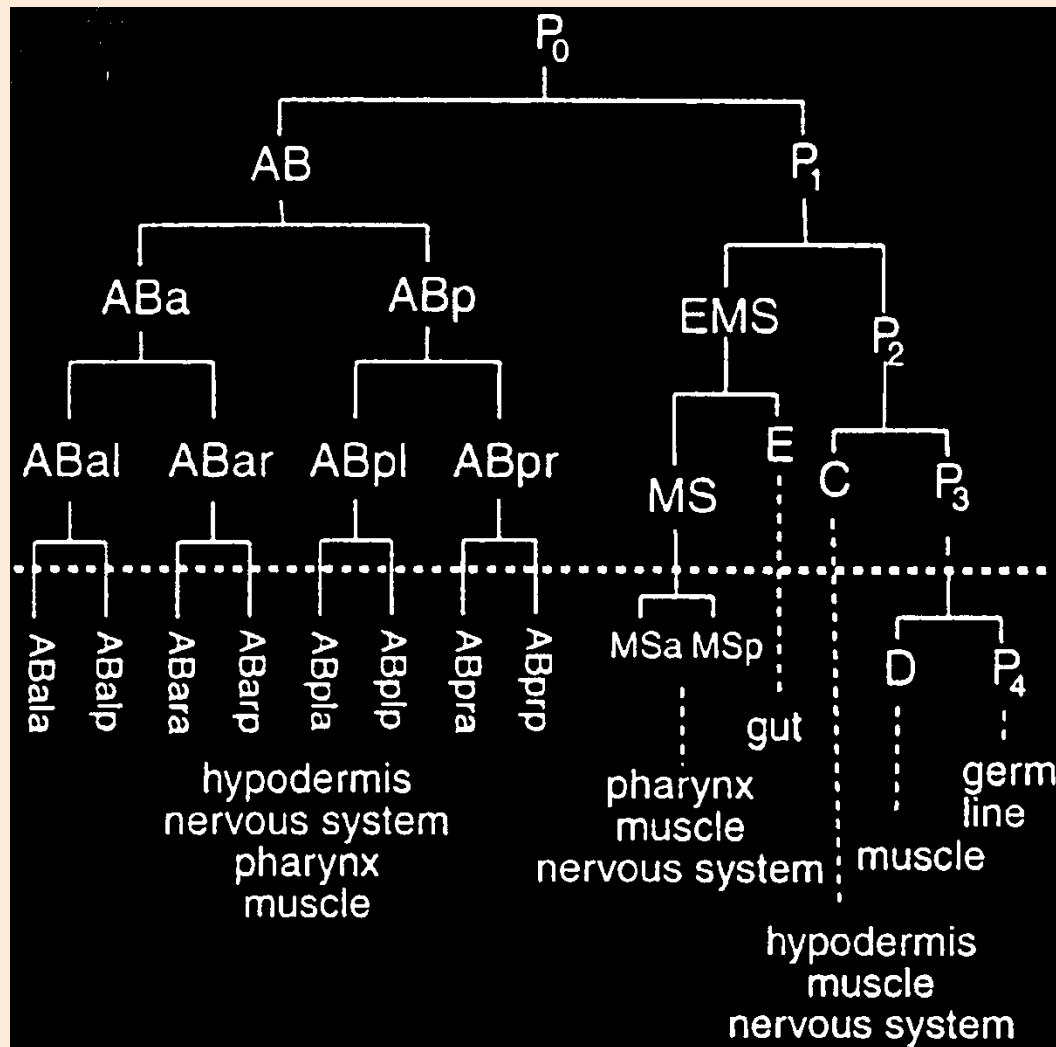 P0
AB P1
ABa ABp EMS P2
ABal ABar ABpl ABpr MS E C P3
ABala ABalp ABara ABarp ABpla ABplp ABpra ABprp MSa MSp D P4
gut
hypodermis
nervous system
pharynx
muscle
pharynx
muscle
nervous system
muscle
germ
line
hypodermis
muscle
nervous system